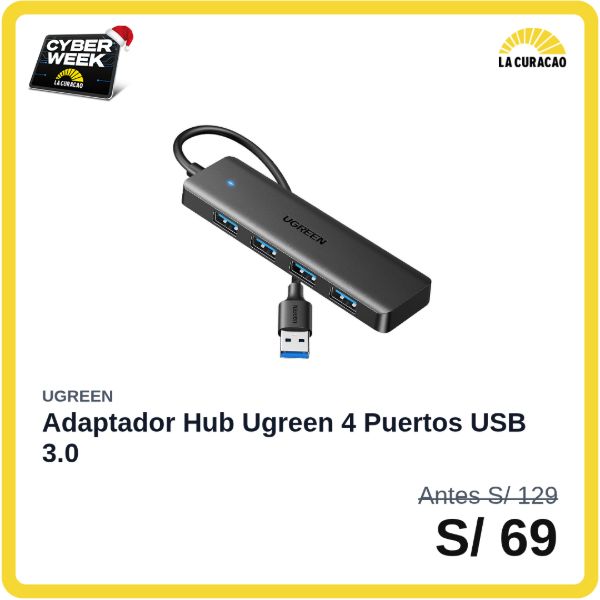 CYBER
WEEK
LA CURACAO
LA CURACAO
UGREEN
UGREEN
UGREEN
Adaptador Hub Ugreen 4 Puertos USB
3.0
Antes S/ 129
S/ 69